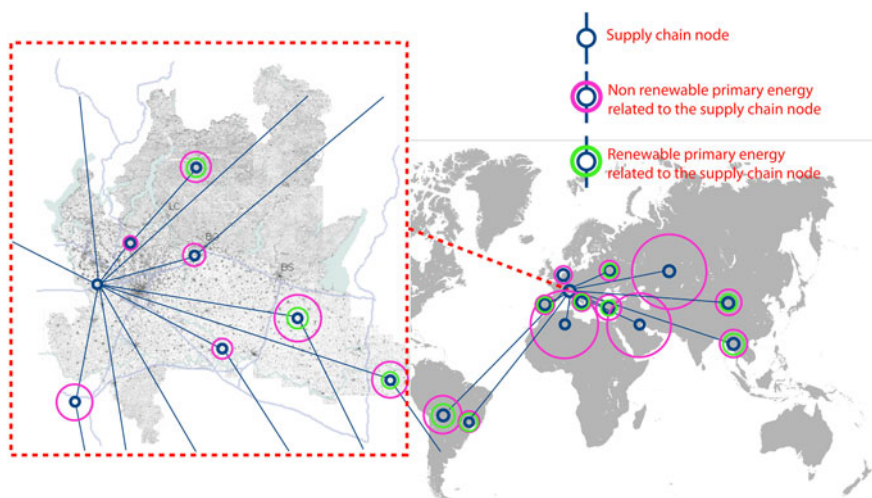 Supply chain node
Non renewable primary energy
related to the supply chain node
Renewable primary energy
related to the supply chain node
LC
BG
BS